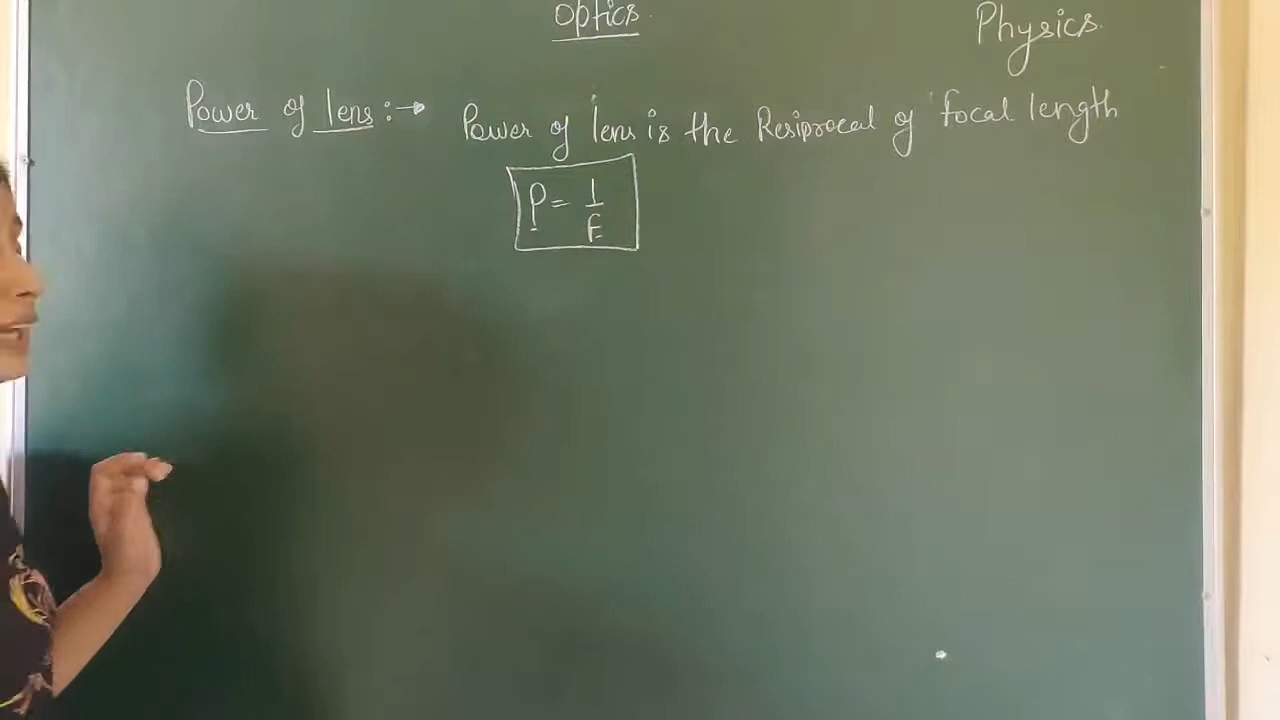 Optics.
Physics.
Power of lens :→ Power of lens is the Resiprocal of focal length
P = 1/F